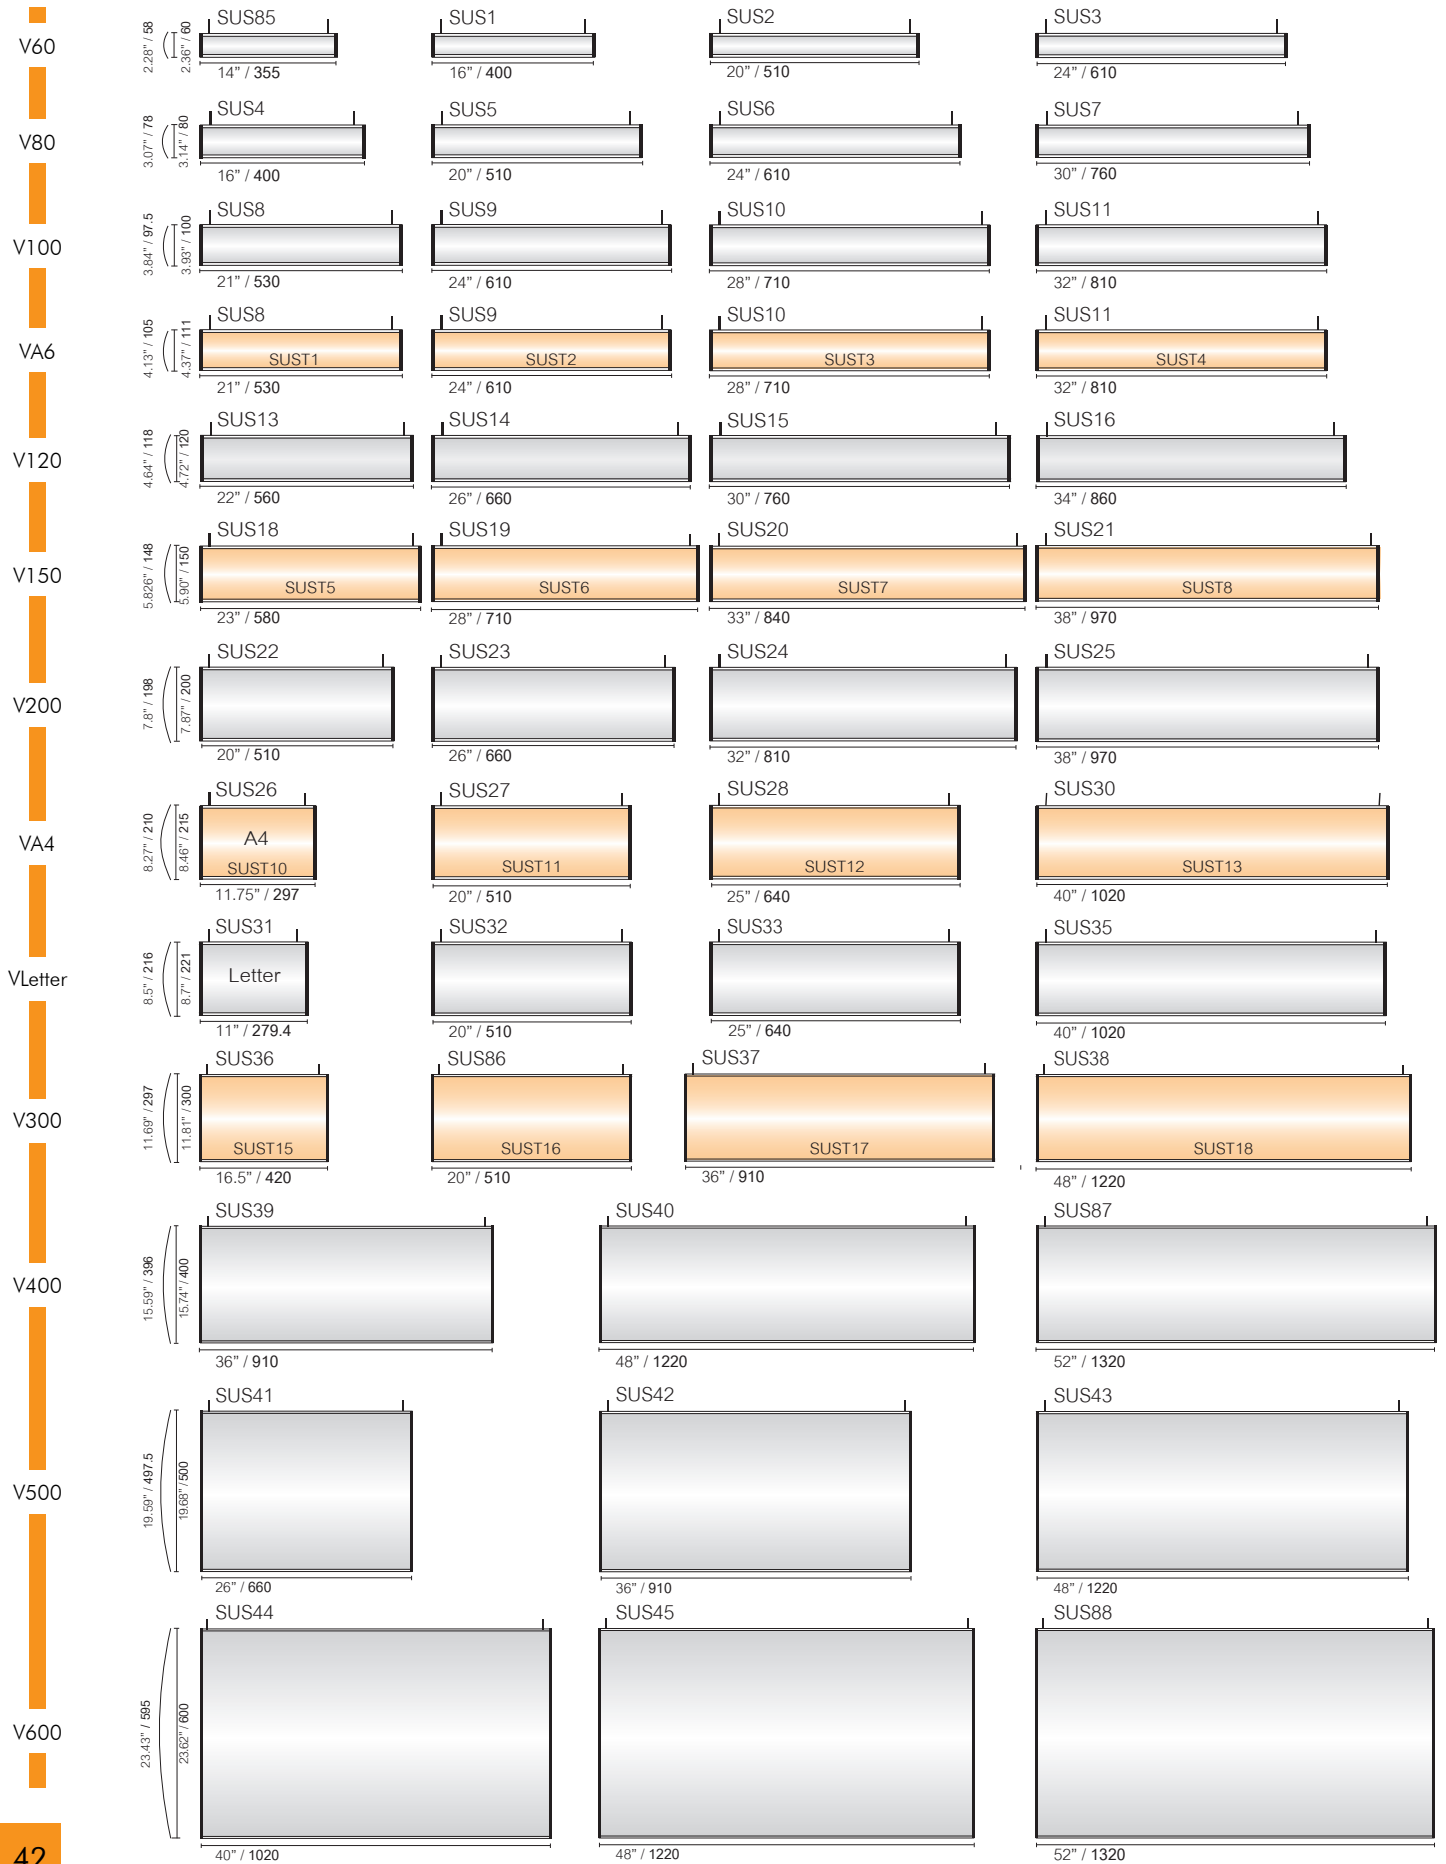 V60
2.28" / 58
2.36" / 60
SUS85
14” / 355
SUS1
16” / 400
SUS2
20” / 510
SUS3
24” / 610
V80
3.07" / 78
3.14" / 80
SUS4
16” / 400
SUS5
20” / 510
SUS6
24” / 610
SUS7
30” / 760
V100
3.84" / 97.5
3.93" / 100
SUS8
21” / 530
SUS9
24” / 610
SUS10
28” / 710
SUS11
32” / 810
VA6
4.13" / 105
4.37" / 111
SUS8
SUST1
21” / 530
SUS9
SUST2
24” / 610
SUS10
SUST3
28” / 710
SUS11
SUST4
32” / 810
V120
4.64" / 118
4.72" / 120
SUS13
22” / 560
SUS14
26” / 660
SUS15
30” / 760
SUS16
34” / 860
V150
5.826" / 148
5.90" / 150
SUS18
SUST5
23” / 580
SUS19
SUST6
28” / 710
SUS20
SUST7
33” / 840
SUS21
SUST8
38” / 970
V200
7.8" / 198
7.87" / 200
SUS22
20” / 510
SUS23
26” / 660
SUS24
32” / 810
SUS25
38” / 970
VA4
8.27" / 210
8.46" / 215
SUS26
A4
SUST10
11.75” / 297
SUS27
SUST11
20” / 510
SUS28
SUST12
25” / 640
SUS30
SUST13
40” / 1020
VLetter
8.5" / 216
8.7" / 221
SUS31
Letter
11” / 279.4
SUS32
20” / 510
SUS33
25” / 640
SUS35
40” / 1020
V300
11.69" / 297
11.81" / 300
SUS36
SUST15
16.5” / 420
SUS86
SUST16
20” / 510
SUS37
SUST17
36” / 910
SUS38
SUST18
48” / 1220
V400
15.59" / 396
15.74" / 400
SUS39
36” / 910
SUS40
48” / 1220
SUS87
52” / 1320
V500
19.59" / 497.5
19.68" / 500
SUS41
26” / 660
SUS42
36” / 910
SUS43
48” / 1220
V600
23.43" / 595
23.62" / 600
SUS44
40” / 1020
SUS45
48” / 1220
SUS88
52” / 1320
42